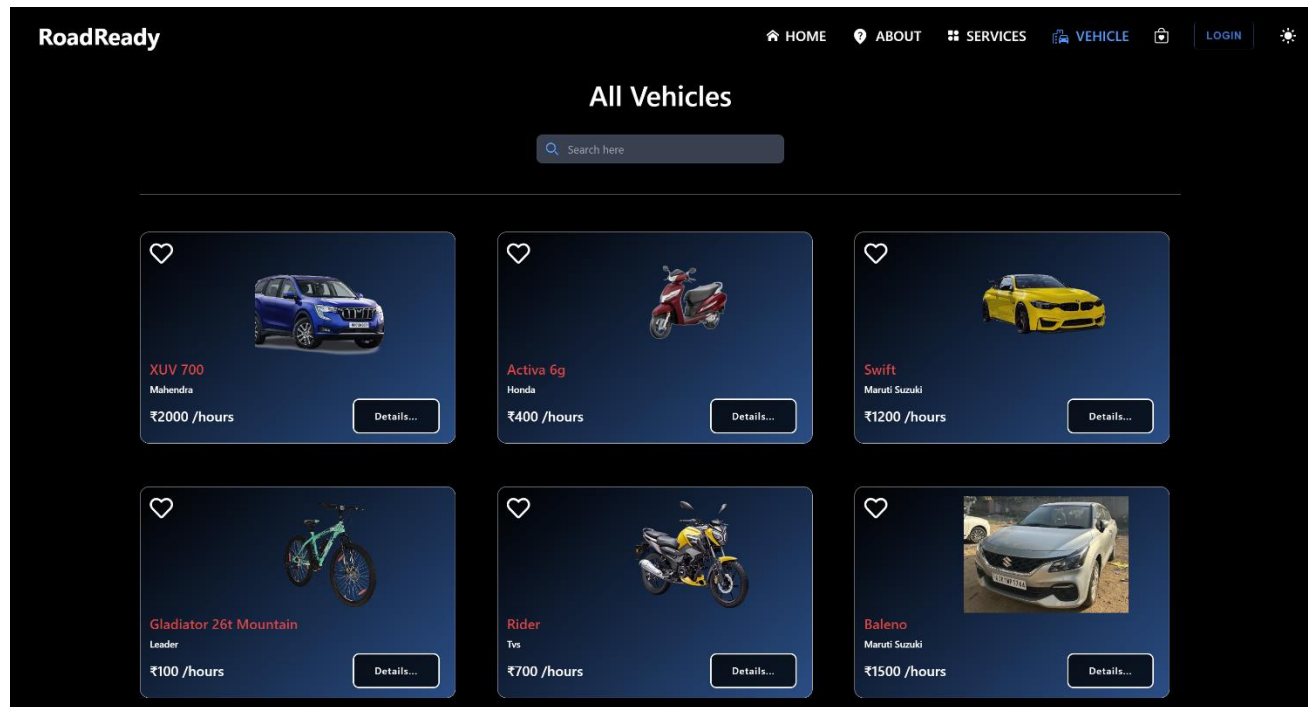 RoadReady
HOME ABOUT SERVICES VEHICLE LOGIN
All Vehicles
Search here
XUV 700
Mahendra
₹2000 /hours Details...
Activa 6g
Honda
₹400 /hours Details...
Swift
Maruti Suzuki
₹1200 /hours Details...
Gladiator 26t Mountain
Leader
₹100 /hours Details...
Rider
Tvs
₹700 /hours Details...
Baleno
Maruti Suzuki
₹1500 /hours Details...